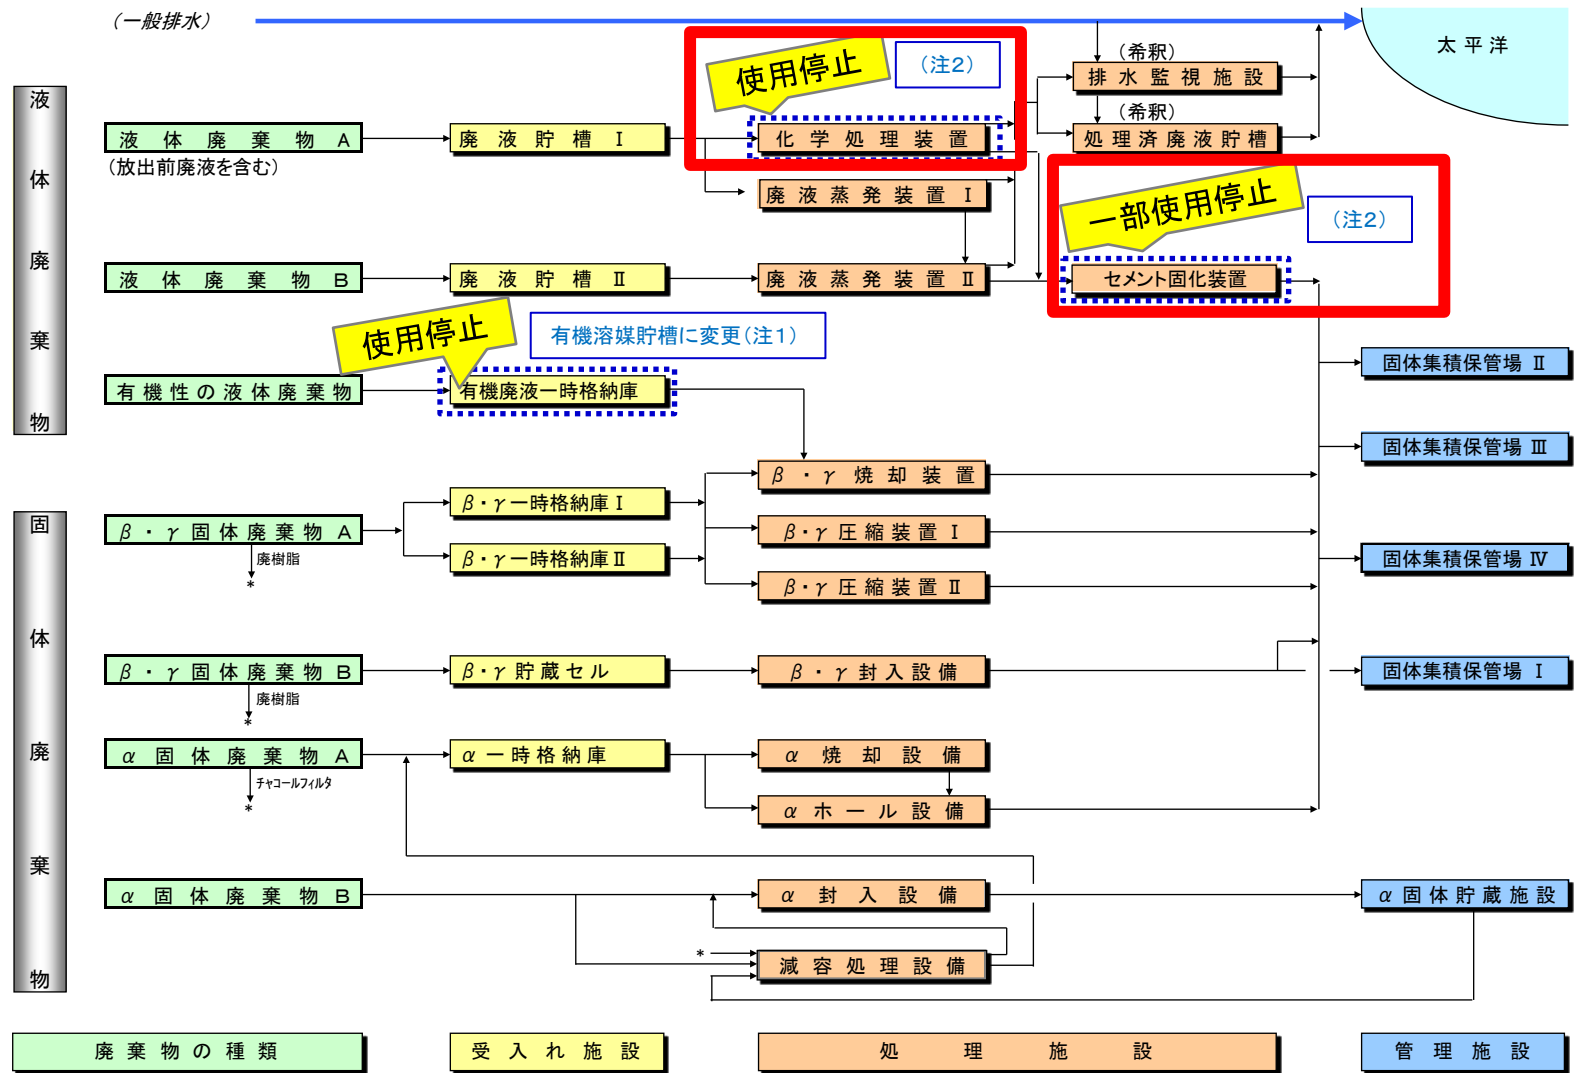 (一般排水)
太平洋
使用停止
(注2)
(希釈)
排水監視施設
液体廃棄物
液体廃棄物A
(放出前廃液を含む)
廃液貯槽Ⅰ
化学処理装置
(希釈)
処理済廃液貯槽
廃液蒸発装置Ⅰ
一部使用停止
(注2)
液体廃棄物B
廃液貯槽Ⅱ
廃液蒸発装置Ⅱ
セメント固化装置
使用停止
有機溶媒貯槽に変更(注1)
有機性の液体廃棄物
有機廃液一時格納庫
固体集積保管場 Ⅱ
固体集積保管場 Ⅲ
β・γ焼却装置
固体廃棄物
β・γ固体廃棄物A
廃樹脂
*
β・γ一時格納庫Ⅰ
β・γ一時格納庫Ⅱ
β・γ圧縮装置Ⅰ
β・γ圧縮装置Ⅱ
固体集積保管場 Ⅳ
β・γ固体廃棄物B
廃樹脂
*
β・γ貯蔵セル
β・γ封入設備
固体集積保管場 Ⅰ
α固体廃棄物A
チャコールフィルタ
*
α一時格納庫
α焼却設備
αホール設備
α固体廃棄物B
α封入設備
α固体貯蔵施設
*
減容処理設備
廃棄物の種類
受入れ施設
処理施設
管理施設